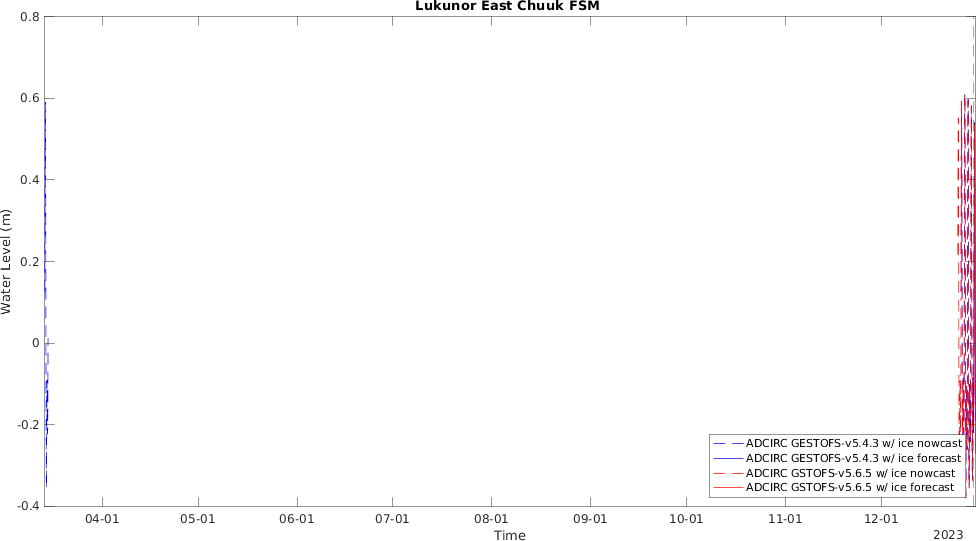 Lukunor East Chuuk FSM
0.8
0.6
0.4
0.2
0
-0.2
-0.4
Water Level (m)
ADCIRC GESTOFS-v5.4.3 w/ ice nowcast
ADCIRC GESTOFS-v5.4.3 w/ ice forecast
ADCIRC GSTOFS-v5.6.5 w/ ice nowcast
ADCIRC GSTOFS-v5.6.5 w/ ice forecast
04-01 05-01 06-01 07-01 08-01 09-01 10-01 11-01 12-01
Time
2023